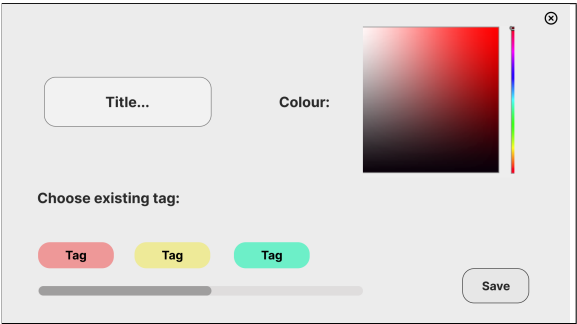 Title...
Colour:
Choose existing tag:
Tag
Tag
Tag
Save